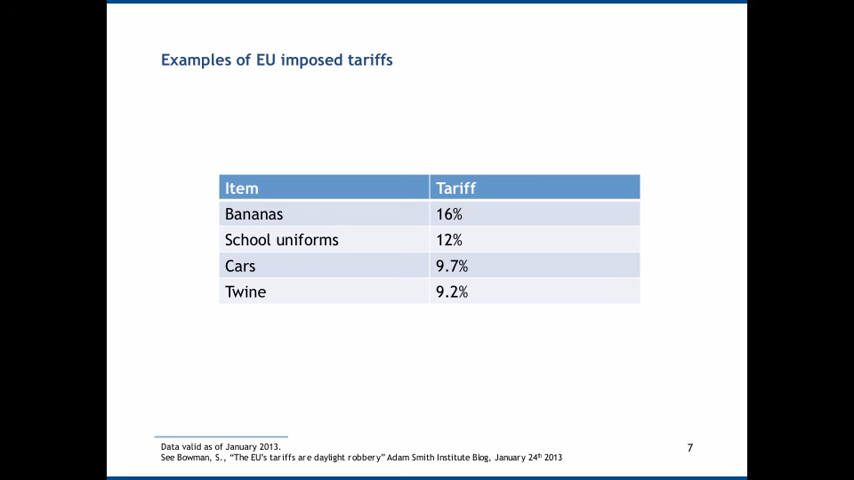 Examples of EU imposed tariffs
Item Tariff
Bananas 16%
School uniforms 12%
Cars 9.7%
Twine 9.2%
Data valid as of January 2013.
See Bowman, S., “The EU’s tariffs are daylight robbery” Adam Smith Institute Blog, January 24th 2013
7